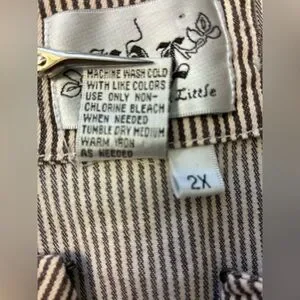 MACHINE WASH COLD
WITH LIKE COLORS
USE ONLY NON-
CHLORINE BLEACH
WHEN NEEDED
TUMBLE DRY MEDIUM
WARM IRON
AS NEEDED
Little
2X